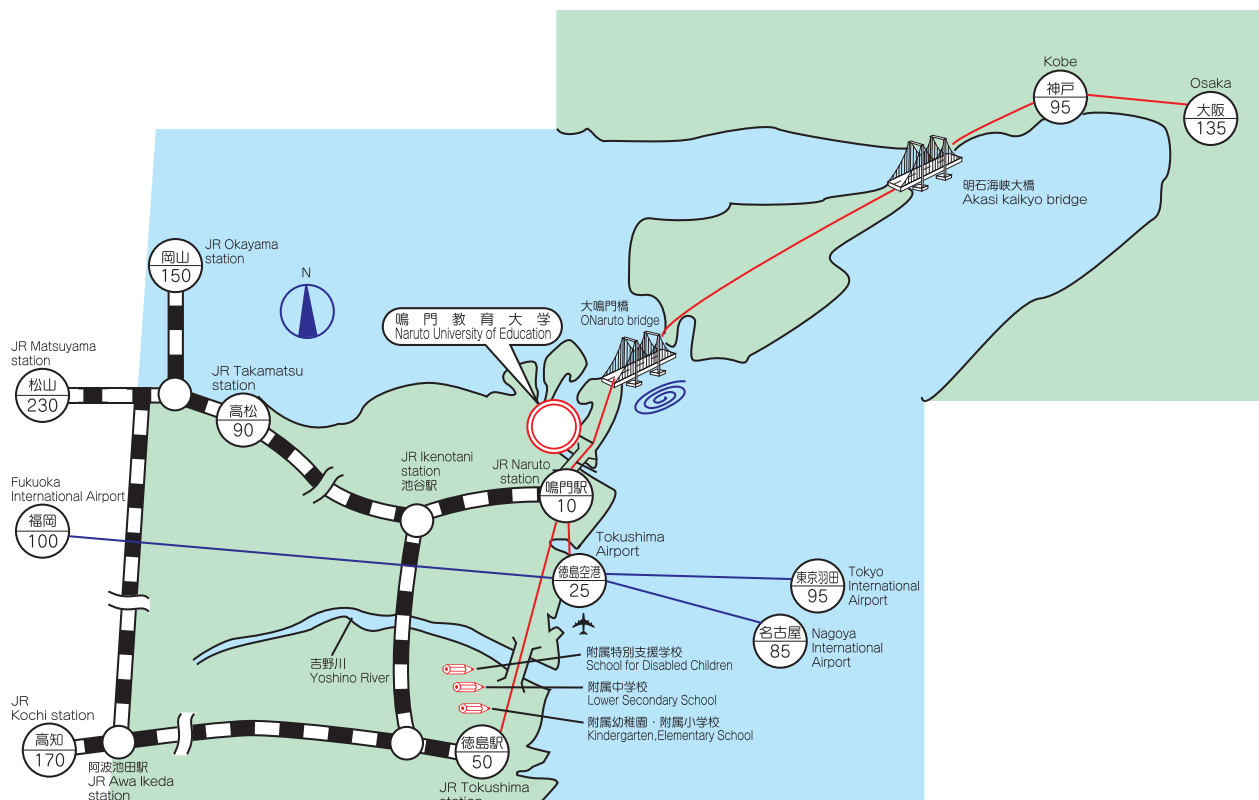 Kobe
神戸
95
Osaka
大阪
135
明石海峡大橋
Akasi kaikyo bridge
岡山
150
JR Okayama
station
N
大鳴門橋
ONaruto bridge
鳴門教育大学
Naruto University of Education
JR Matsuyama
station
松山
230
JR Takamatsu
station
高松
90
JR Ikenotani
station
池谷駅
JR Naruto
station
鳴門駅
10
Fukuoka
International Airport
福岡
100
Tokushima
Airport
徳島空港
25
東京羽田
95
Tokyo
International
Airport
名古屋
85
Nagoya
International
Airport
吉野川
Yoshino River
附属特別支援学校
School for Disabled Children
附属中学校
Lower Secondary School
附属幼稚園・附属小学校
Kindergarten,Elementary School
JR
Kochi station
高知
170
阿波池田駅
JR Awa Ikeda
station
徳島駅
50
JR Tokushima
station